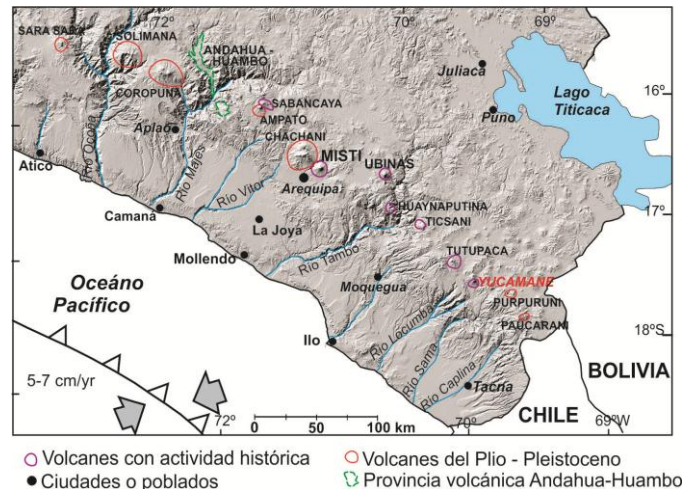 72°
70°
69°
SARA SARA
SOLIMANA
ANDAHUA -
HUAMBO
Juliaca
Lago
Titicaca
16°
COROPUNA
SABANCAYA
AMPATO
Puno
Aplao
CHACHANI
MISTI
UBINAS
Atico
Río Ocoña
Río Majes
Río Vitor
Arequipa
HUAYNAPUTINA
17°
Camaná
La Joya
TICSANI
Mollendo
Río Tambo
TUTUPACA
Oceáno
Pacífico
Moquegua
YUCAMANE
PURPURUNI
PAUCARANI
Ilo
Río Locumba
18°S
Río Sama
BOLIVIA
5-7 cm/yr
Río Caplina
Tacna
CHILE
72°
0 50 100 km
70°
69°W
Volcanes con actividad histórica
Volcanes del Plio - Pleistoceno
Ciudades o poblados
Provincia volcánica Andahua-Huambo